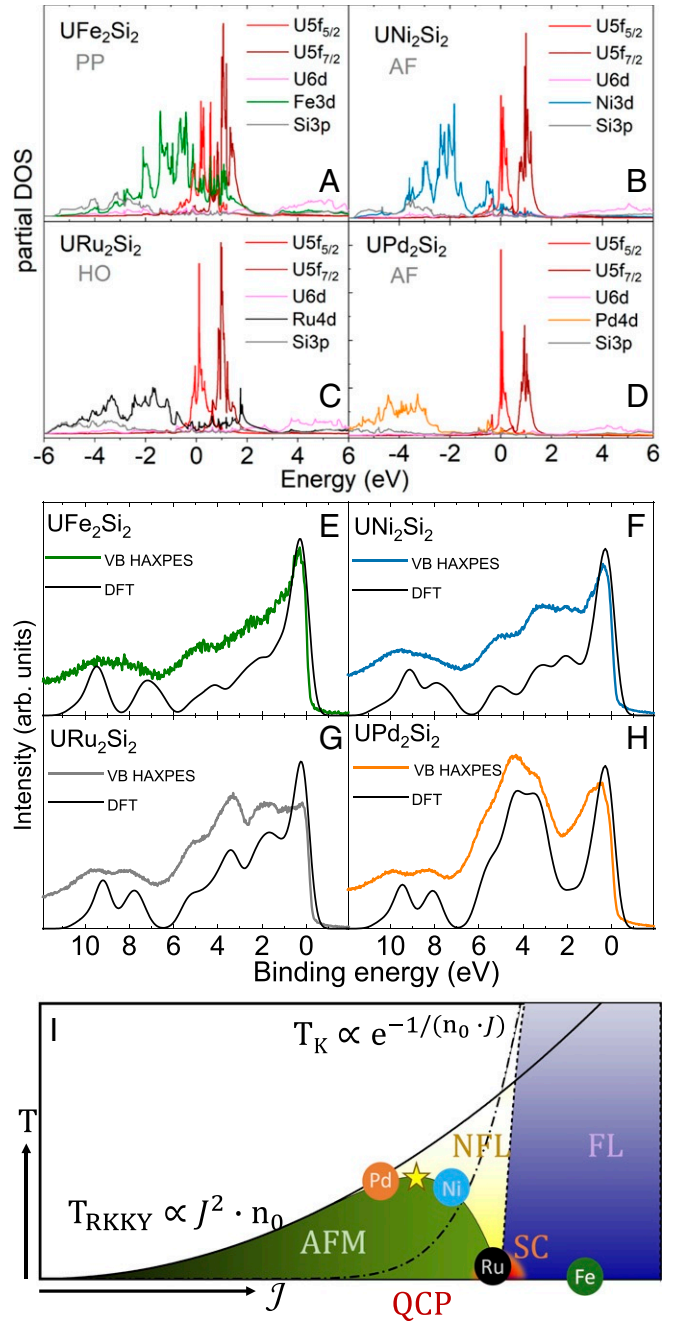 UFe₂Si₂
PP
U5f₅/₂
U5f₇/₂
U6d
Fe3d
Si3p
A
UNi₂Si₂
AF
U5f₅/₂
U5f₇/₂
U6d
Ni3d
Si3p
B
partial DOS
URu₂Si₂
HO
U5f₅/₂
U5f₇/₂
U6d
Ru4d
Si3p
C
UPd₂Si₂
AF
U5f₅/₂
U5f₇/₂
U6d
Pd4d
Si3p
D
-6 -4 -2 0 2 4 6 -4 -2 0 2 4 6
Energy (eV)
UFe₂Si₂
E
VB HAXPES
DFT
UNi₂Si₂
F
VB HAXPES
DFT
Intensity (arb. units)
URu₂Si₂
G
VB HAXPES
DFT
UPd₂Si₂
H
VB HAXPES
DFT
10 8 6 4 2 0 10 8 6 4 2 0
Binding energy (eV)
I
T_K ∝ e^(−1/(n₀ · J))
T
NFL
FL
Pd
Ni
T_RKKY ∝ J² · n₀
AFM
SC
Ru
Fe
J
QCP